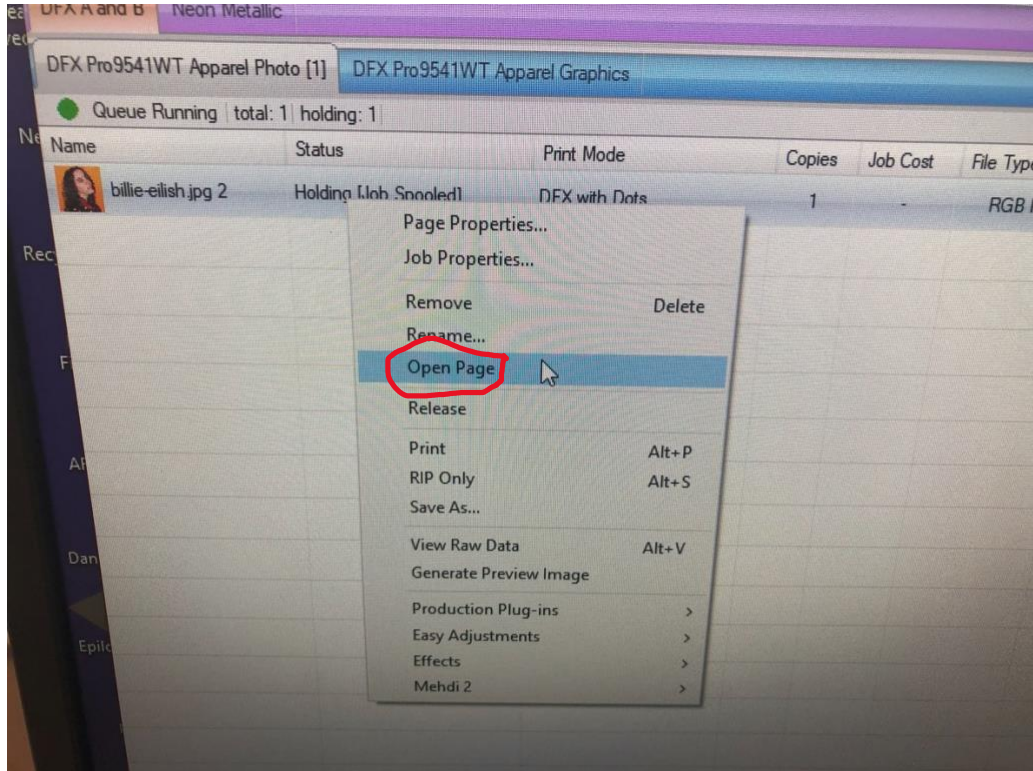 DFX A and B Neon Metallic
DFX Pro9541WT Apparel Photo [1] DFX Pro9541WT Apparel Graphics
Queue Running total: 1 holding: 1
Name Status Print Mode Copies Job Cost File Type
billie-eilish.jpg 2 Holding [Job Spooled] DFX with Dots 1 - RGB
Page Properties...
Job Properties...
Remove Delete
Rename...
Open Page
Release
Print Alt+P
RIP Only Alt+S
Save As...
View Raw Data Alt+V
Generate Preview Image
Production Plug-ins >
Easy Adjustments >
Effects >
Mehdi 2 >